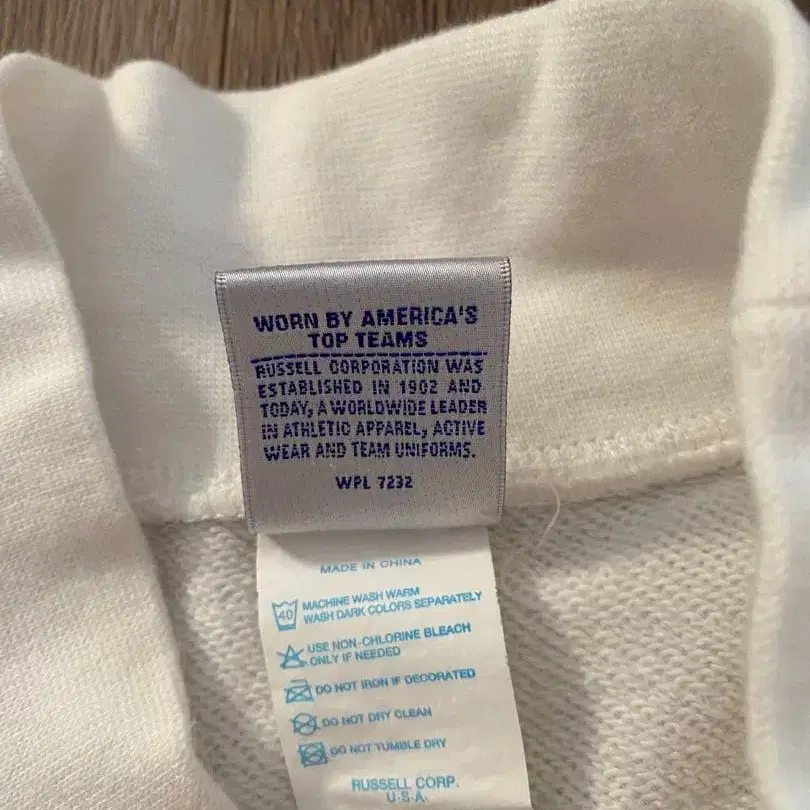 WORN BY AMERICA'S
TOP TEAMS
RUSSELL CORPORATION WAS
ESTABLISHED IN 1902 AND
TODAY, A WORLDWIDE LEADER
IN ATHLETIC APPAREL, ACTIVE
WEAR AND TEAM UNIFORMS.
WPL 7232
MADE IN CHINA
40 MACHINE WASH WARM
WASH DARK COLORS SEPARATELY
USE NON-CHLORINE BLEACH
ONLY IF NEEDED
DO NOT IRON IF DECORATED
DO NOT DRY CLEAN
DO NOT TUMBLE DRY
RUSSELL CORP.
U.S.A.